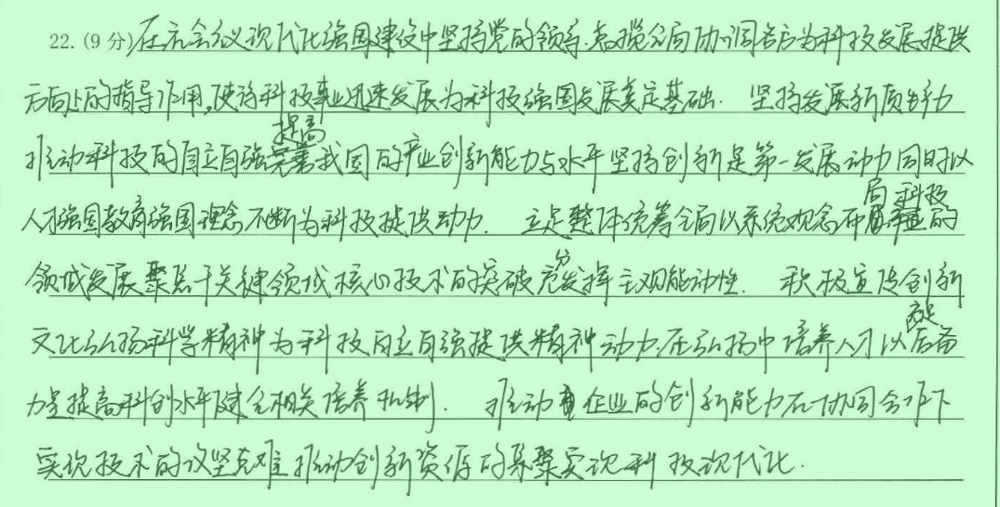 22.(9分)在社会主义现代化强国建设中坚持党的领导.总揽全局协调各方为科技发展提供
方向上的指导作用,使得科技事业迅速发展为科技强国发展奠定基础. 坚持发展新质生产力
推动科技的自立自强提高我国的产业创新能力与水平坚持创新是第一发展动力同时以
人才强国教育强国理念不断为科技提供动力. 立足整体统筹全局以系统观念布局科技的
领域发展聚焦于关键领域核心技术的突破充分发挥主观能动性. 积极宣传创新
文化弘扬科学精神为科技自立自强提供精神动力.在弘扬中培养人才以后备
力量提高科创水平健全相关培养机制. 推动企业的创新能力在协同合作下
实现技术的攻坚克难推动创新资源的集聚实现科技现代化.